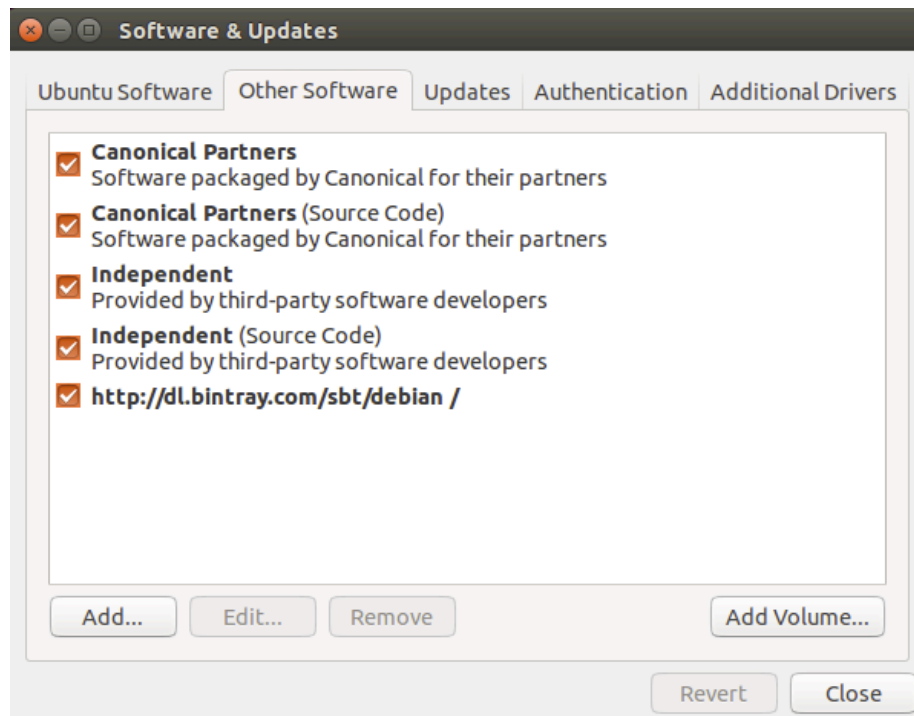 Software & Updates
Ubuntu Software Other Software Updates Authentication Additional Drivers
Canonical Partners
Software packaged by Canonical for their partners
Canonical Partners (Source Code)
Software packaged by Canonical for their partners
Independent
Provided by third-party software developers
Independent (Source Code)
Provided by third-party software developers
http://dl.bintray.com/sbt/debian /
Add... Edit... Remove Add Volume...
Revert Close